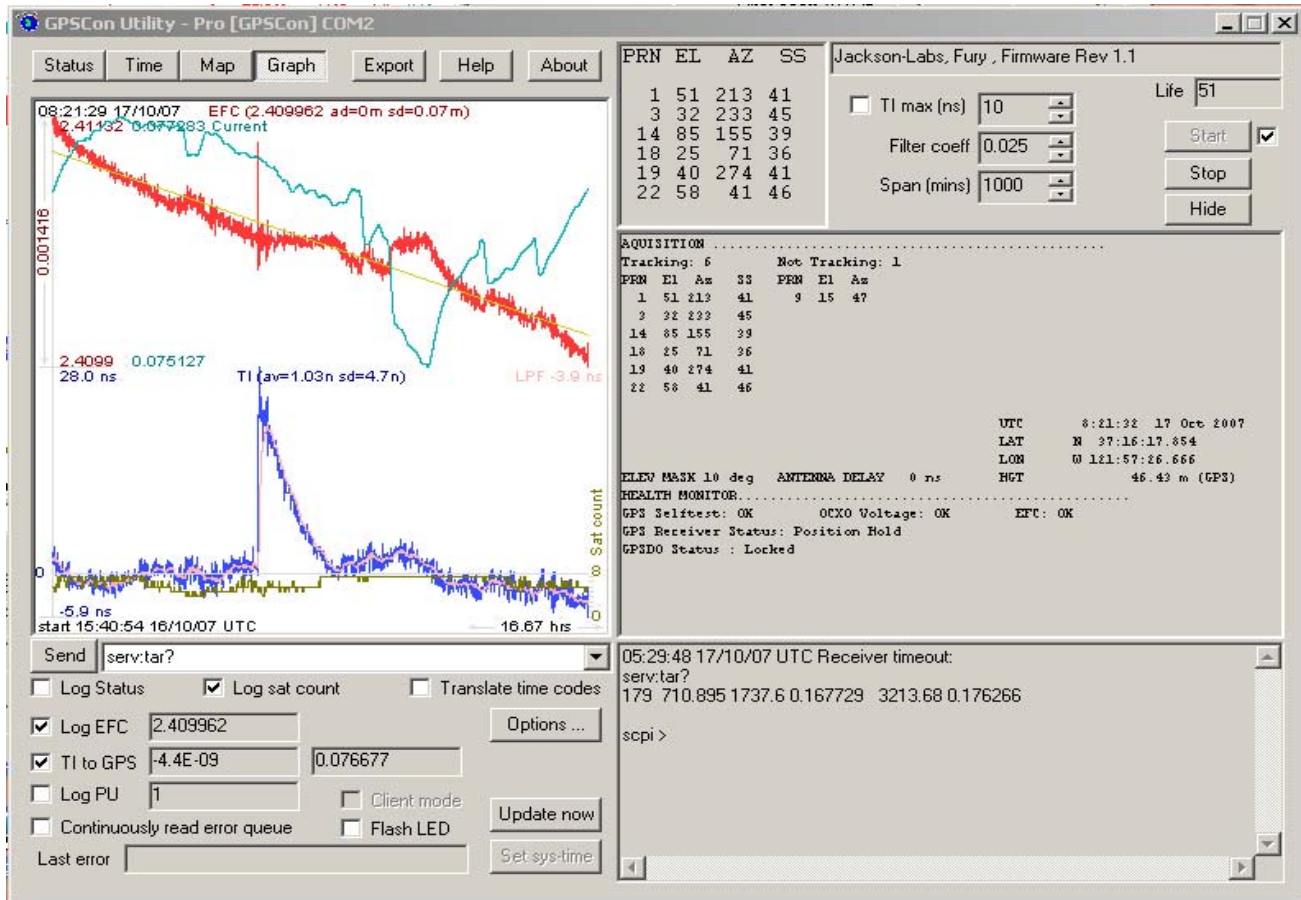 GPSCon Utility - Pro [GPSCon] COM2
Status Time Map Graph Export Help About
08:21:29 17/10/07 EFC (2.409962 ad=0m sd=0.07m)
2.41132 0.077283 Current
0.001416
2.4099 0.075127
28.0 ns TI (av=1.03n sd=4.7n) LPF -3.9 ns
Sat count
8
0
0
-5.9 ns
start 15:40:54 16/10/07 UTC 16.67 hrs
PRN EL AZ SS
1 51 213 41
3 32 233 45
14 85 155 39
18 25 71 36
19 40 274 41
22 58 41 46
Jackson-Labs, Fury , Firmware Rev 1.1
TI max (ns) 10
Filter coeff 0.025
Span (mins) 1000
Life 51
Start
Stop
Hide
AQUISITION ................................................................
Tracking: 6 Not Tracking: 1
PRN El Az SS PRN El Az
1 51 213 41 9 15 47
3 32 233 45
14 85 155 39
18 25 71 36
19 40 274 41
22 58 41 46
UTC 8:21:32 17 Oct 2007
LAT N 37:16:17.854
LON W 121:57:26.666
ELEV MASK 10 deg ANTENNA DELAY 0 ns HGT 46.43 m (GPS)
HEALTH MONITOR................................................................
GPS Selftest: OK OCXO Voltage: OK EFC: OK
GPS Receiver Status: Position Hold
GPSDO Status : Locked
Send serv:tar?
Log Status Log sat count Translate time codes
Log EFC 2.409962 Options ...
TI to GPS -4.4E-09 0.076677
Log PU 1 Client mode Update now
Continuously read error queue Flash LED
Last error Set sys-time
05:29:48 17/10/07 UTC Receiver timeout:
serv:tar?
179 710.895 1737.6 0.167729 3213.68 0.176266
scpi >